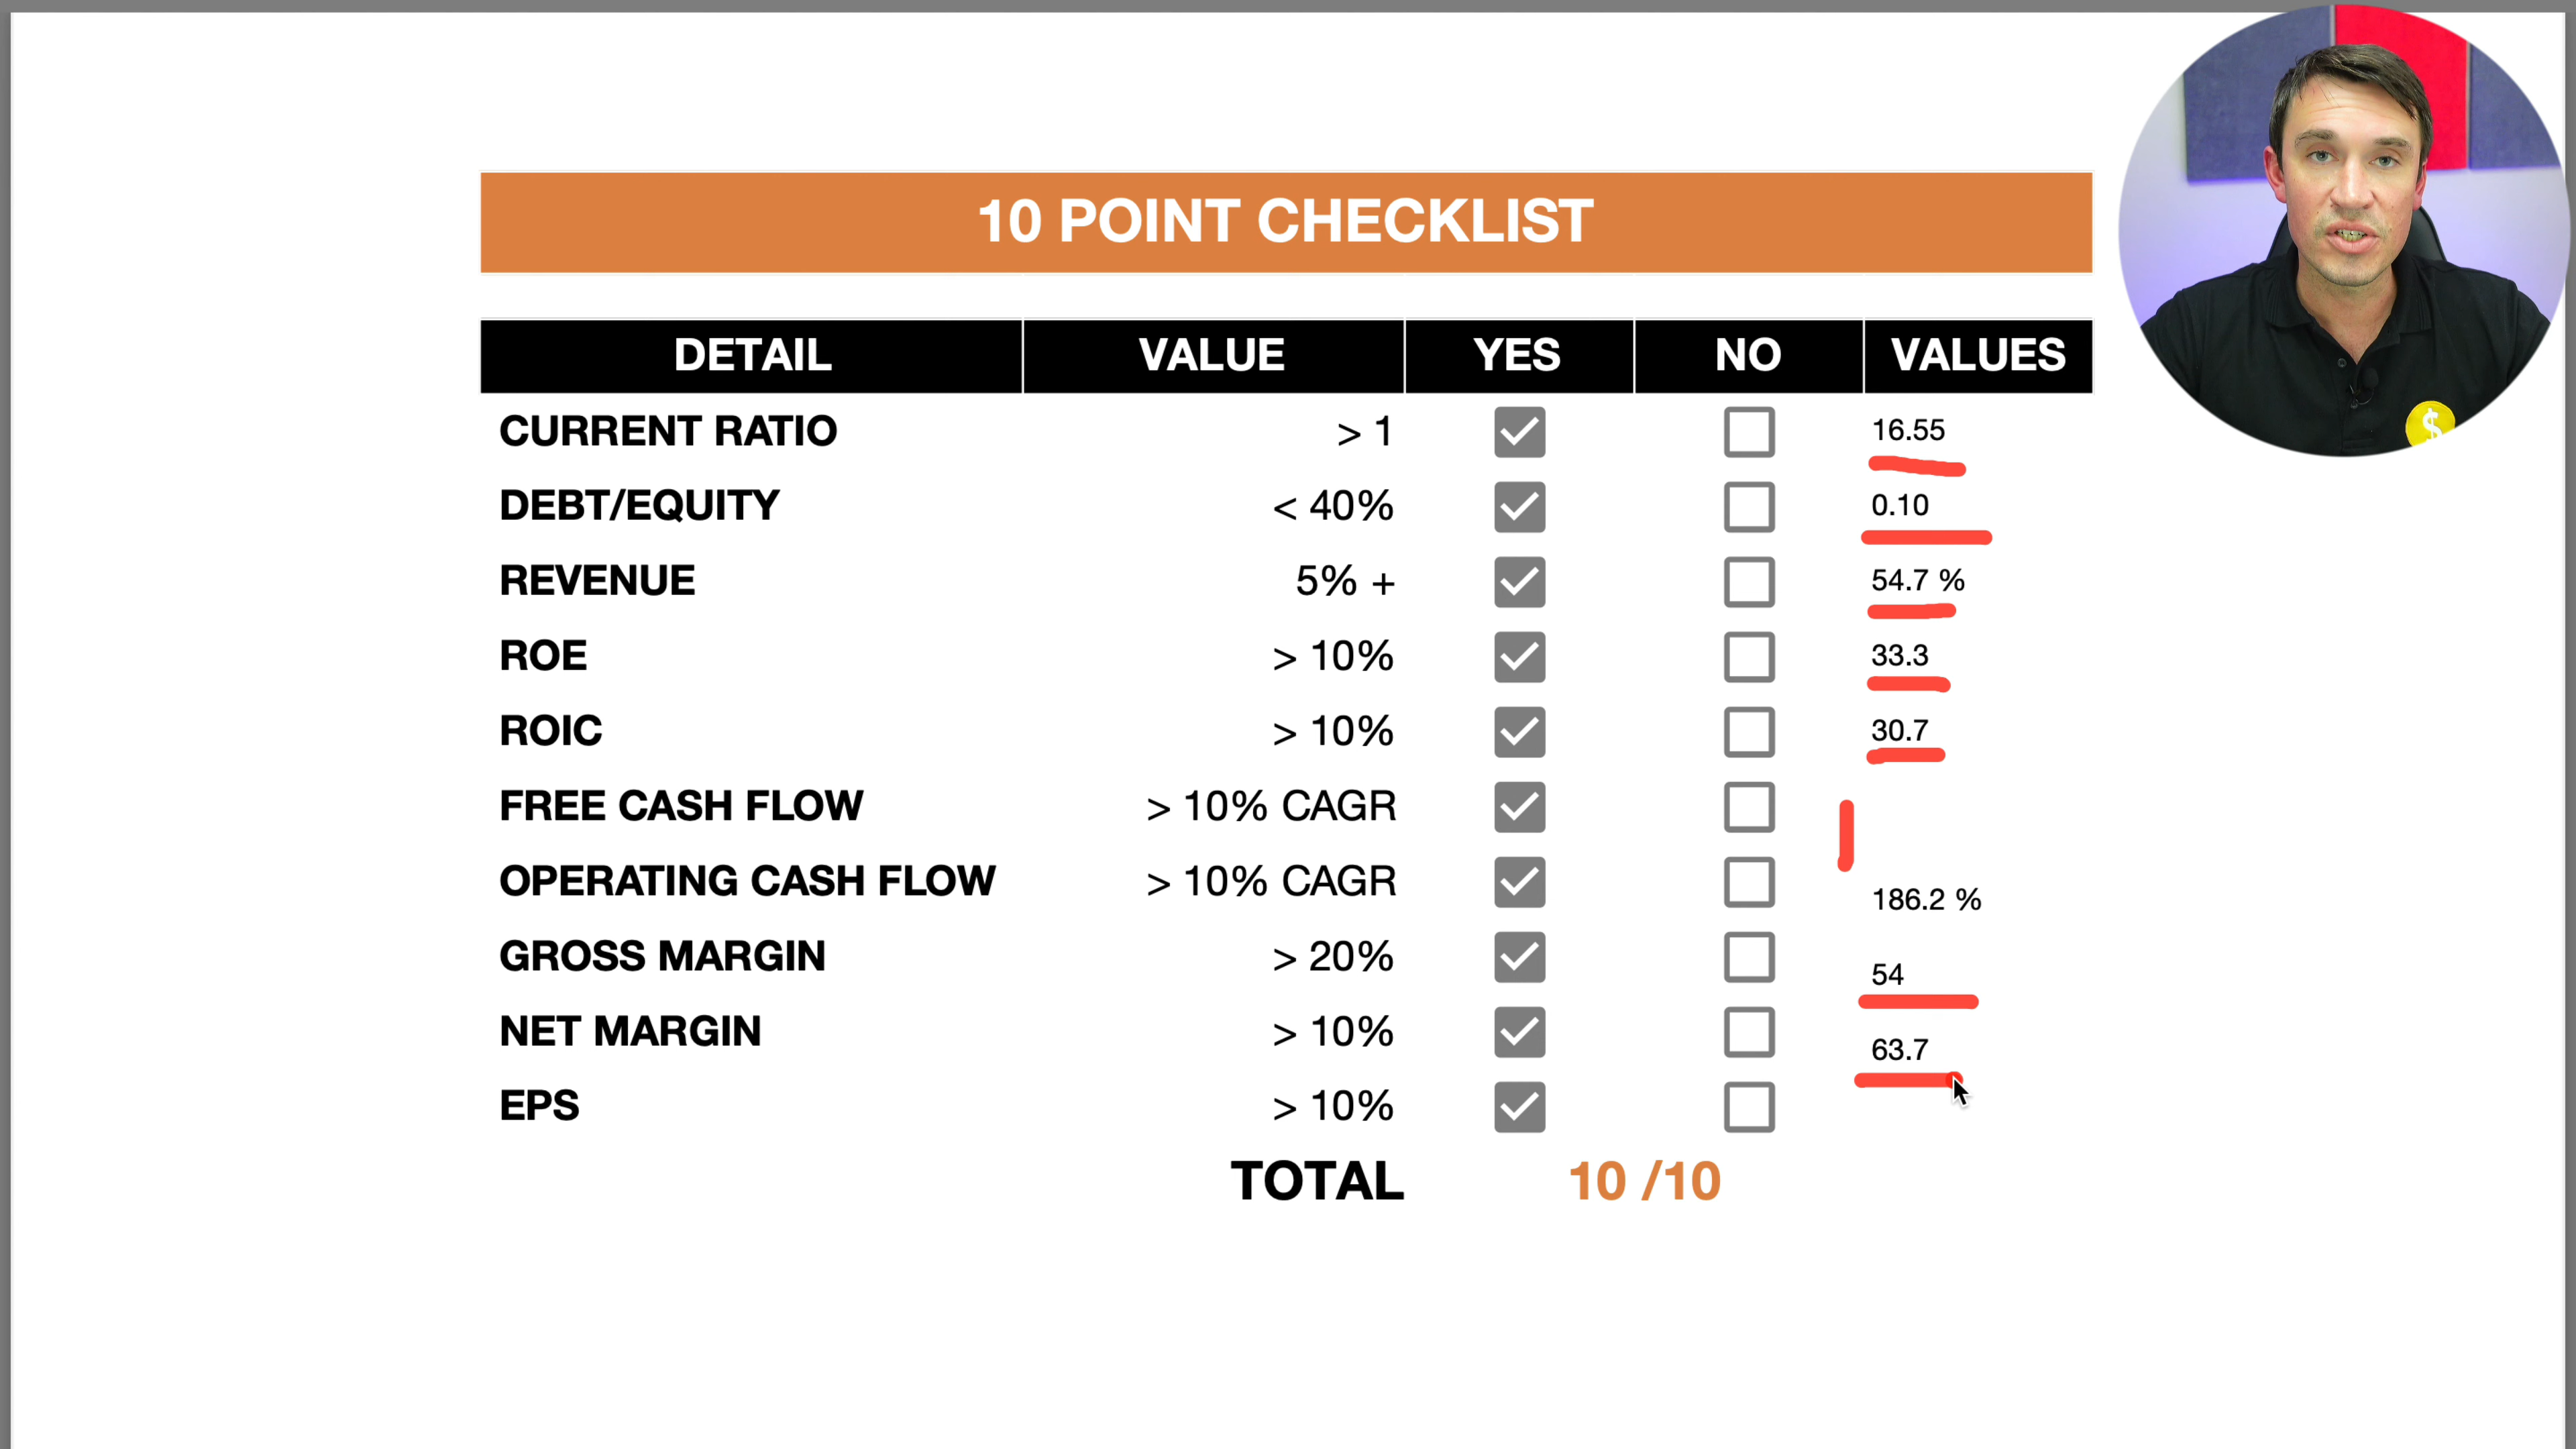 10 POINT CHECKLIST
DETAIL VALUE YES NO VALUES
CURRENT RATIO > 1 16.55
DEBT/EQUITY < 40% 0.10
REVENUE 5% + 54.7 %
ROE > 10% 33.3
ROIC > 10% 30.7
FREE CASH FLOW > 10% CAGR
OPERATING CASH FLOW > 10% CAGR 186.2 %
GROSS MARGIN > 20% 54
NET MARGIN > 10% 63.7
EPS > 10%
TOTAL 10 /10
$